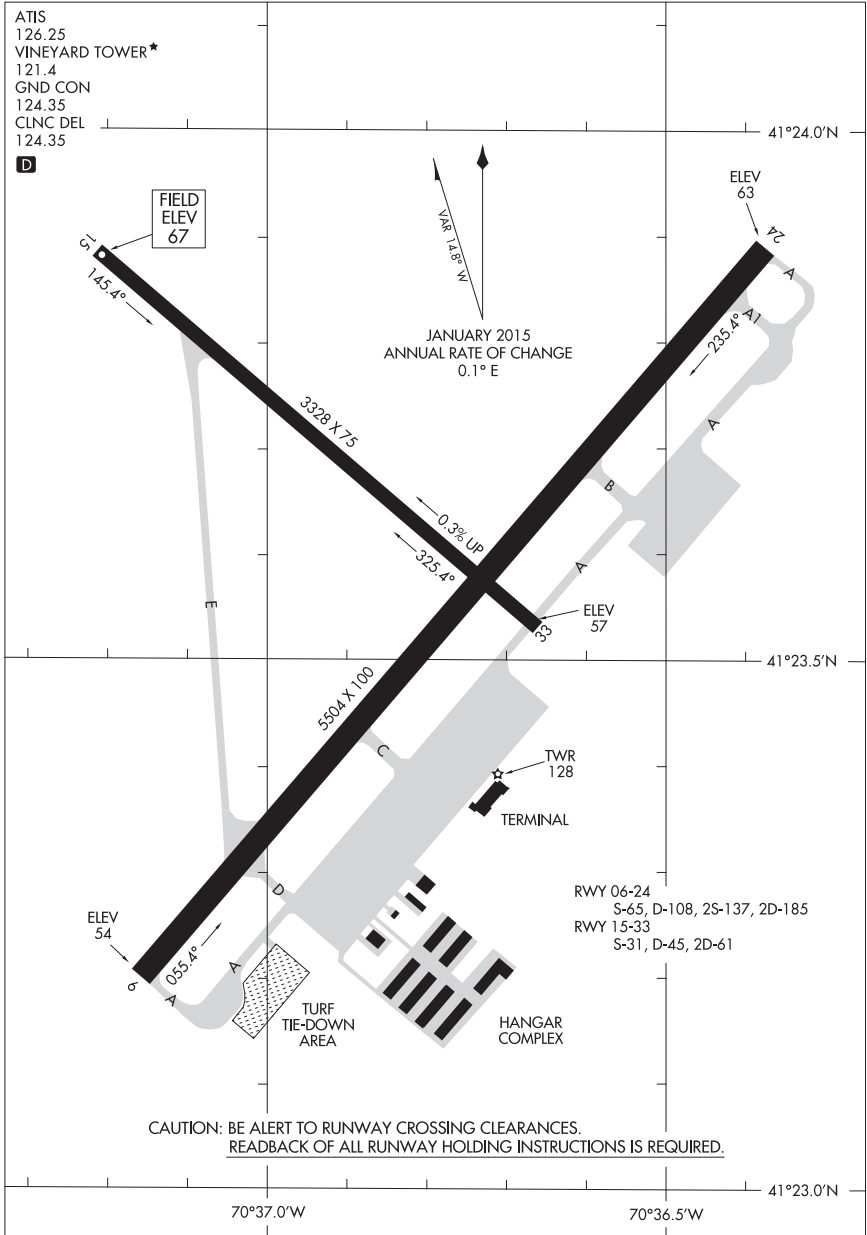 ATIS
126.25
VINEYARD TOWER★
121.4
GND CON
124.35
CLNC DEL
124.35
D
41°24.0'N
FIELD
ELEV
67
15
145.4°
VAR 14.8° W
JANUARY 2015
ANNUAL RATE OF CHANGE
0.1° E
ELEV
63
24
A
A1
235.4°
A
3328 X 75
B
0.3% UP
325.4°
A
E
ELEV
57
33
41°23.5'N
5504 X 100
C
TWR
128
TERMINAL
D
RWY 06-24
S-65, D-108, 2S-137, 2D-185
RWY 15-33
S-31, D-45, 2D-61
ELEV
54
055.4°
6
A
A
TURF
TIE-DOWN
AREA
HANGAR
COMPLEX
CAUTION: BE ALERT TO RUNWAY CROSSING CLEARANCES.
READBACK OF ALL RUNWAY HOLDING INSTRUCTIONS IS REQUIRED.
41°23.0'N
70°37.0'W
70°36.5'W